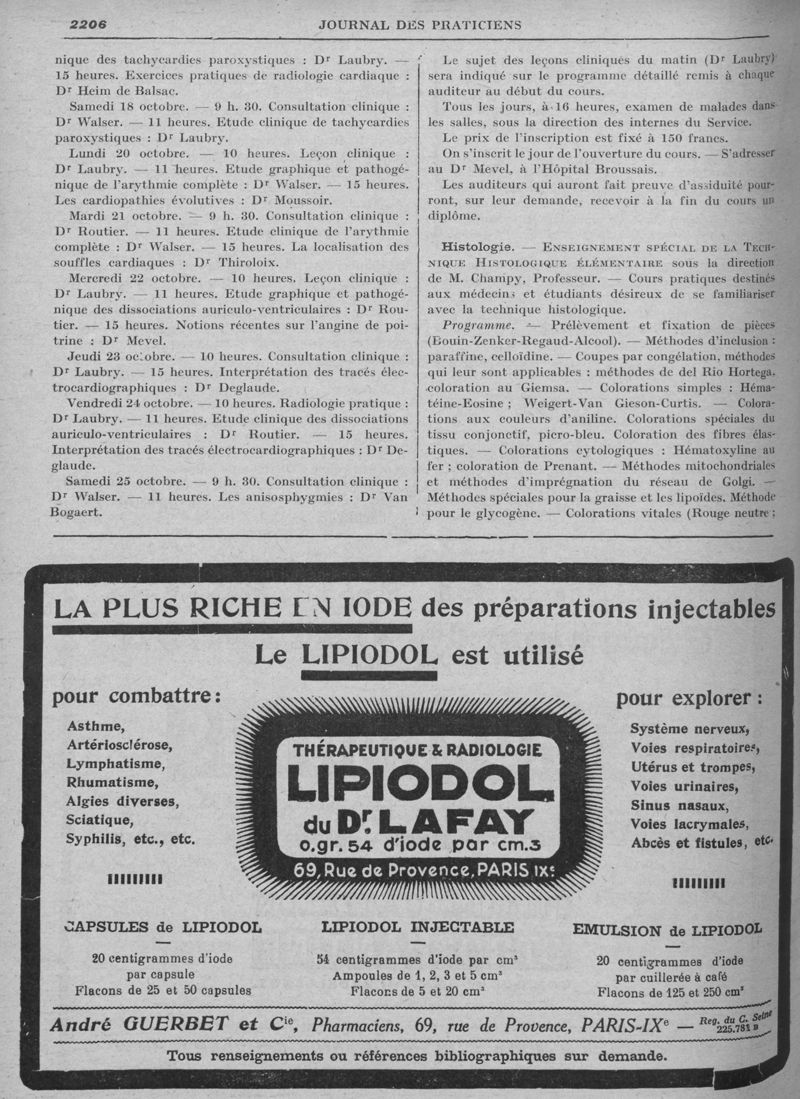 2206
JOURNAL DES PRATICIENS
nique des tachycardies paroxystiques : Dr Laubry. —
15 heures. Exercices pratiques de radiologie cardiaque :
Dr Heim de Balsac.
Samedi 18 octobre. — 9 h. 30. Consultation clinique :
Dr Walser. — 11 heures. Etude clinique de tachycardies
paroxystiques : Dr Laubry.
Lundi 20 octobre. — 10 heures. Leçon clinique :
Dr Laubry. — 11 heures. Etude graphique et pathogé-
nique de l'arythmie complète : Dr Walser. — 15 heures.
Les cardiopathies évolutives : Dr Moussoir.
Mardi 21 octobre. — 9 h. 30. Consultation clinique :
Dr Routier. — 11 heures. Etude clinique de l'arythmie
complète : Dr Walser. — 15 heures. La localisation des
souffles cardiaques : Dr Thiroloix.
Mercredi 22 octobre. — 10 heures. Leçon clinique :
Dr Laubry. — 11 heures. Etude graphique et pathogé-
nique des dissociations auriculo-ventriculaires : Dr Rou-
tier. — 15 heures. Notions récentes sur l'angine de poi-
trine : Dr Mevel.
Jeudi 23 octobre. — 10 heures. Consultation clinique :
Dr Laubry. — 15 heures. Interprétation des tracés élec-
trocardiographiques : Dr Deglaude.
Vendredi 24 octobre. — 10 heures. Radiologie pratique :
Dr Laubry. — 11 heures. Etude clinique des dissociations
auriculo-ventriculaires : Dr Routier. — 15 heures.
Interprétation des tracés électrocardiographiques : Dr De-
glaude.
Samedi 25 octobre. — 9 h. 30. Consultation clinique :
Dr Walser. — 11 heures. Les anisosphygmies : Dr Van
Bogaert.
Le sujet des leçons cliniques du matin (Dr Laubry)
sera indiqué sur le programme détaillé remis à chaque
auditeur au début du cours.
Tous les jours, à 16 heures, examen de malades dans
les salles, sous la direction des internes du Service.
Le prix de l'inscription est fixé à 150 francs.
On s'inscrit le jour de l'ouverture du cours. — S'adresser
au Dr Mevel, à l'Hôpital Broussais.
Les auditeurs qui auront fait preuve d'assiduité pour-
ront, sur leur demande, recevoir à la fin du cours un
diplôme.
Histologie. — ENSEIGNEMENT SPÉCIAL DE LA TECH-
NIQUE HISTOLOGIQUE ÉLÉMENTAIRE sous la direction
de M. Champy, Professeur. — Cours pratiques destinés
aux médecins et étudiants désireux de se familiariser
avec la technique histologique.
Programme. — Prélèvement et fixation de pièces
(Bouin-Zenker-Regaud-Alcool). — Méthodes d'inclusion :
paraffine, celloïdine. — Coupes par congélation, méthodes
qui leur sont applicables : méthodes de del Rio Hortega,
coloration au Giemsa. — Colorations simples : Héma-
téine-Eosine ; Weigert-Van Gieson-Curtis. — Colora-
tions aux couleurs d'aniline. Colorations spéciales du
tissu conjonctif, picro-bleu. Coloration des fibres élas-
tiques. — Colorations cytologiques : Hématoxyline au
fer ; coloration de Prenant. — Méthodes mitochondriales
et méthodes d'imprégnation du réseau de Golgi. —
Méthodes spéciales pour la graisse et les lipoïdes. Méthode
pour le glycogène. — Colorations vitales (Rouge neutre ;
LA PLUS RICHE EN IODE des préparations injectables
Le LIPIODOL est utilisé
pour combattre :
Asthme,
Artériosclérose,
Lymphatisme,
Rhumatisme,
Algies diverses,
Sciatique,
Syphilis, etc., etc.
THÉRAPEUTIQUE & RADIOLOGIE
LIPIODOL
du Dr. LAFAY
0.gr. 54 d'iode par cm.3
69, Rue de Provence, PARIS IXe
pour explorer :
Système nerveux,
Voies respiratoires,
Utérus et trompes,
Voies urinaires,
Sinus nasaux,
Voies lacrymales,
Abcès et fistules, etc.
CAPSULES de LIPIODOL
20 centigrammes d'iode
par capsule
Flacons de 25 et 50 capsules
LIPIODOL INJECTABLE
54 centigrammes d'iode par cm³
Ampoules de 1, 2, 3 et 5 cm³
Flacons de 5 et 20 cm³
EMULSION de LIPIODOL
20 centigrammes d'iode
par cuillerée à café
Flacons de 125 et 250 cm³
André GUERBET et Cie, Pharmaciens, 69, rue de Provence, PARIS-IXe — Reg. du C. Seine
225.781 B
Tous renseignements ou références bibliographiques sur demande.